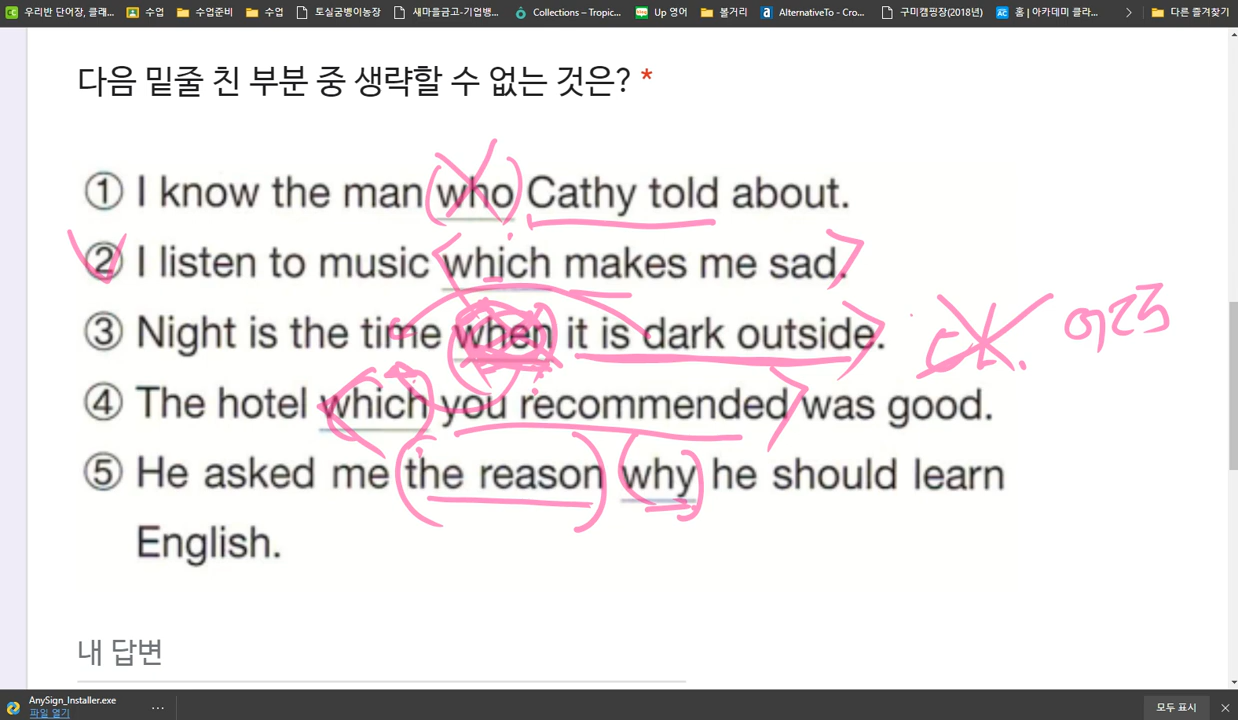 우리반 단어장, 클래... 수업 수업준비 수업 토실굼벵이농장 새마을금고-기업뱅... Collections – Tropic... Up 영어 볼거리 AlternativeTo - Cro... 구미캠핑장(2018년) 홈 | 아카데미 클라... 다른 즐겨찾기
다음 밑줄 친 부분 중 생략할 수 없는 것은? *
① I know the man who Cathy told about.
② I listen to music which makes me sad.
③ Night is the time when it is dark outside.
④ The hotel which you recommended was good.
⑤ He asked me the reason why he should learn
English.
내 답변
AnySign_Installer.exe
파일 열기
모두 표시